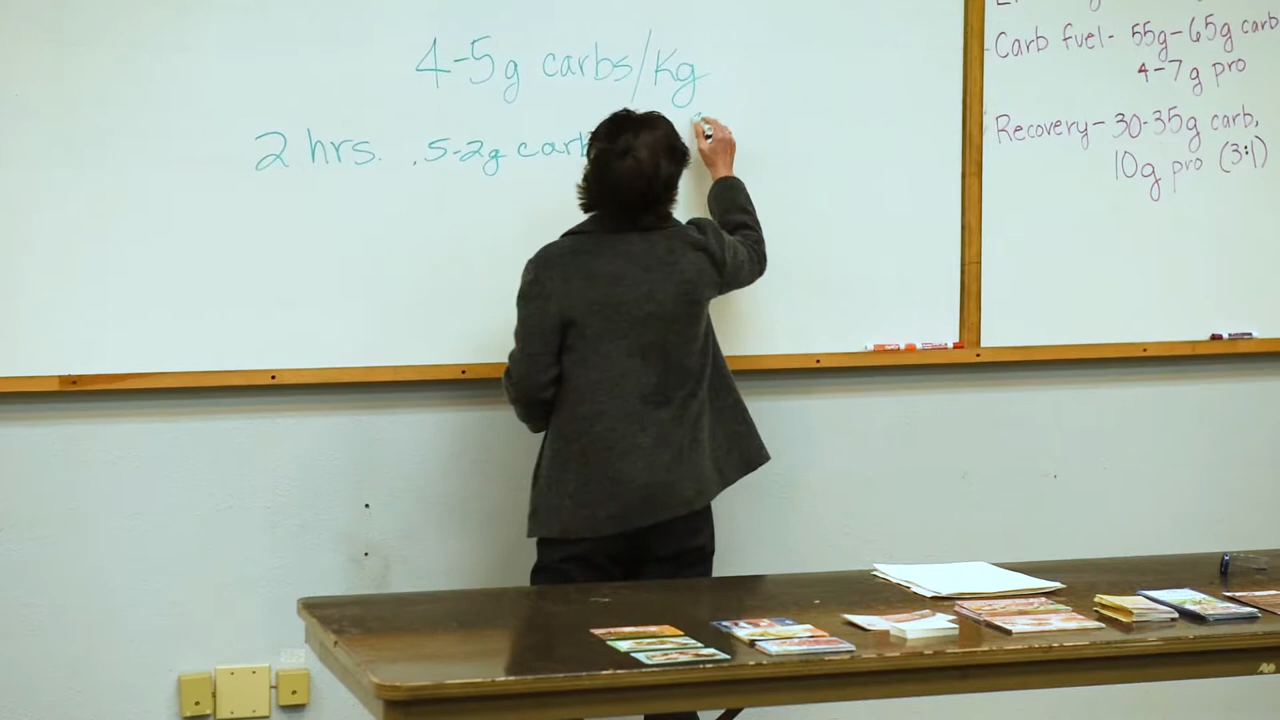 4-5g carbs/Kg
2 hrs. .5-2g carb
Carb fuel- 55g-65g carb
4-7g pro
Recovery- 30-35g carb,
10g pro (3:1)